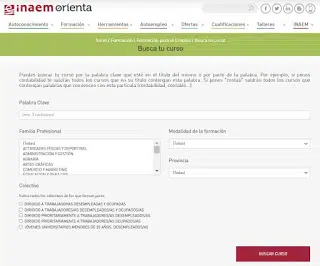 inaem orienta
Autoconocimiento Formación Herramientas Autoempleo Ofertas Cualificaciones Talleres INAEM
Inicio / Formación / Formación para el Empleo / Busca tu curso
Busca tu curso
Puedes buscar tu curso por la palabra clave que esté en el título del mismo o por parte de la palabra. Por ejemplo, si pones
contabilidad te saldrán todos los cursos que en su título contengan esta palabra. Si pones "contab" saldrán todos los cursos que
contengan palabras que comiencen con esta partícula (contabilidad, contable...)
Palabra Clave
Familia Profesional
(Todas)
ACTIVIDADES FÍSICAS Y DEPORTIVAS
ADMINISTRACIÓN Y GESTIÓN
AGRARIA
ARTES GRÁFICAS
COMERCIO Y MARKETING
Modalidad de la formación
(Todas)
Provincia
(Todas)
Colectivo
DIRIGIDO A TRABAJADORAS DESEMPLEADAS Y OCUPADAS
DIRIGIDO A TRABAJADORES/AS DESEMPLEADOS/AS Y OCUPADOS/AS
DIRIGIDO PRIORITARIAMENTE A TRABAJADORES/AS DESEMPLEADOS/AS
DIRIGIDO PRIORITARIAMENTE A TRABAJADORES/AS OCUPADOS/AS
JÓVENES UNIVERSITARIOS MENORES DE 35 AÑOS, DESEMPLEADOS/AS
BUSCAR CURSO